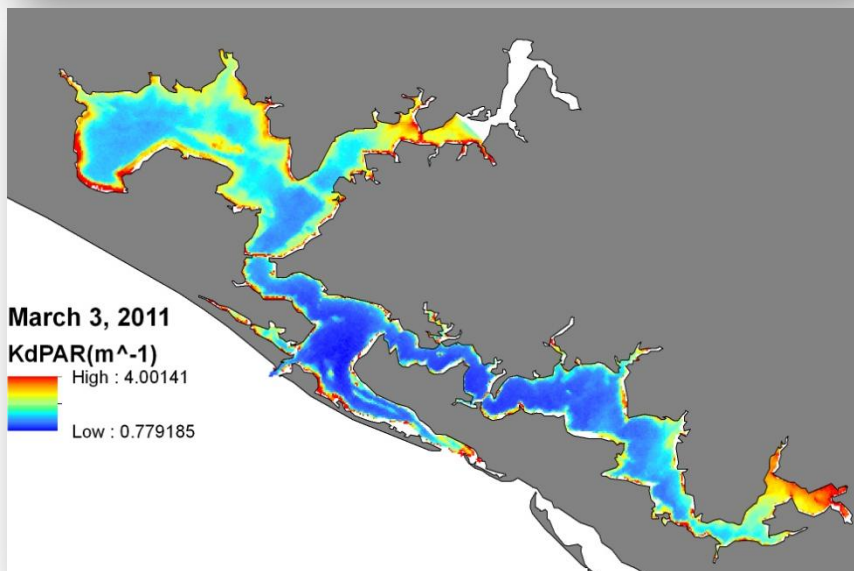 March 3, 2011
KdPAR(m^-1)
High : 4.00141
Low : 0.779185